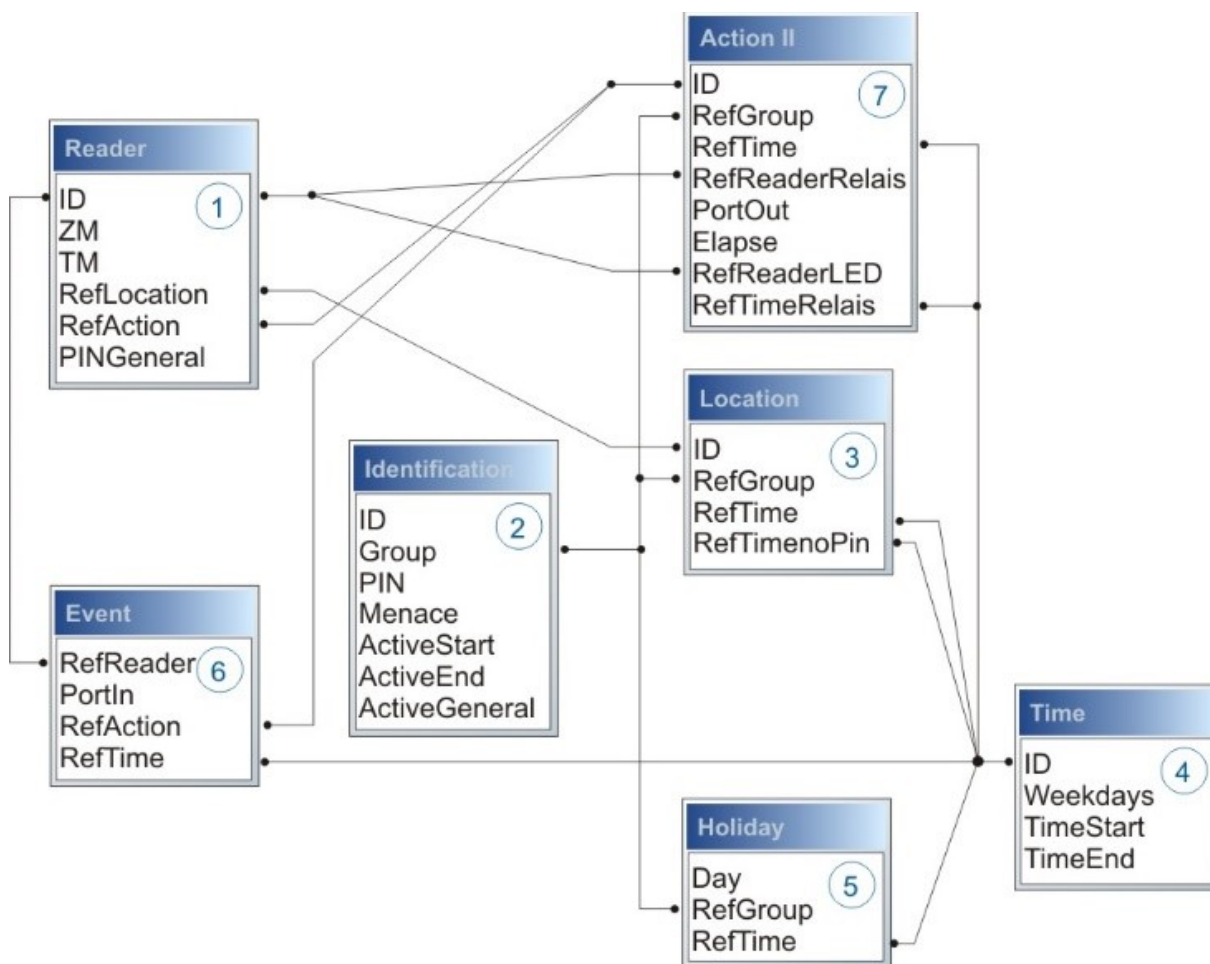 Reader
1
ID
ZM
TM
RefLocation
RefAction
PINGeneral
Identification
2
ID
Group
PIN
Menace
ActiveStart
ActiveEnd
ActiveGeneral
Location
3
ID
RefGroup
RefTime
RefTimenoPin
Time
4
ID
Weekdays
TimeStart
TimeEnd
Holiday
5
Day
RefGroup
RefTime
Event
6
RefReader
PortIn
RefAction
RefTime
Action II
7
ID
RefGroup
RefTime
RefReaderRelais
PortOut
Elapse
RefReaderLED
RefTimeRelais